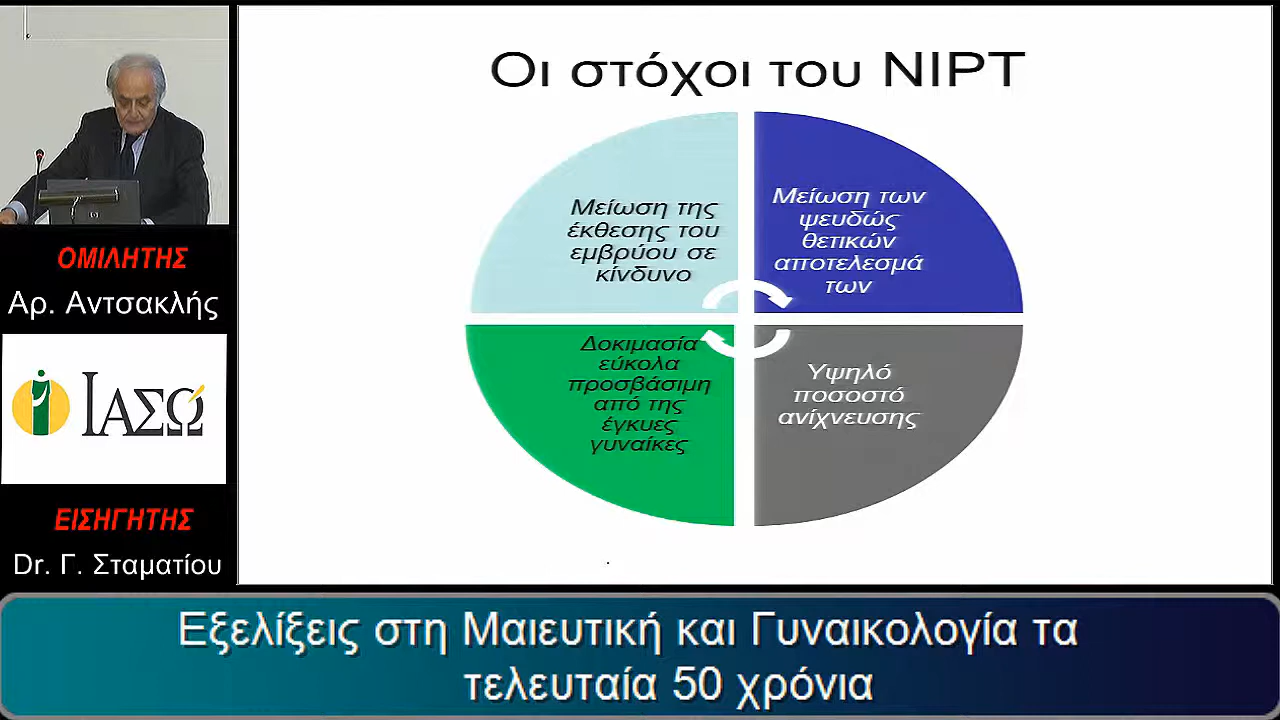 Οι στόχοι του NIPT
Μείωση της
έκθεσης του
εμβρύου σε
κίνδυνο
Μείωση των
ψευδώς
θετικών
αποτελεσμά
των
Δοκιμασία
εύκολα
προσβάσιμη
από της
έγκυες
γυναίκες
Υψηλό
ποσοστό
ανίχνευσης
ΟΜΙΛΗΤΗΣ
Αρ. Αντσακλής
ΙΑΣΩ
ΕΙΣΗΓΗΤΗΣ
Dr. Γ. Σταματίου
Εξελίξεις στη Μαιευτική και Γυναικολογία τα
τελευταία 50 χρόνια